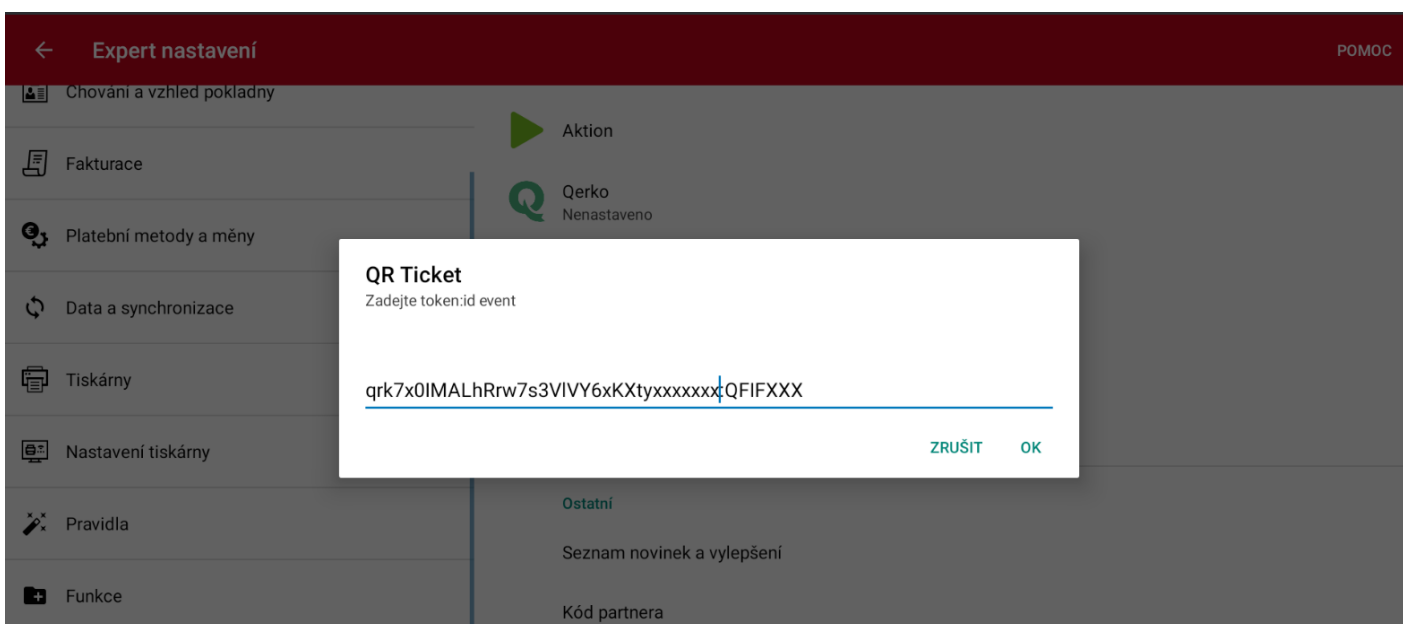 Expert nastavení
POMOC
Chování a vzhled pokladny
Fakturace
Platební metody a měny
Data a synchronizace
Tiskárny
Nastavení tiskárny
Pravidla
Funkce
Aktion
Qerko
Nenastaveno
QR Ticket
Zadejte token:id event
qrk7x0IMALhRrw7s3VlVY6xKXtyxxxxxxx:QFIFXXX
ZRUŠIT OK
Ostatní
Seznam novinek a vylepšení
Kód partnera